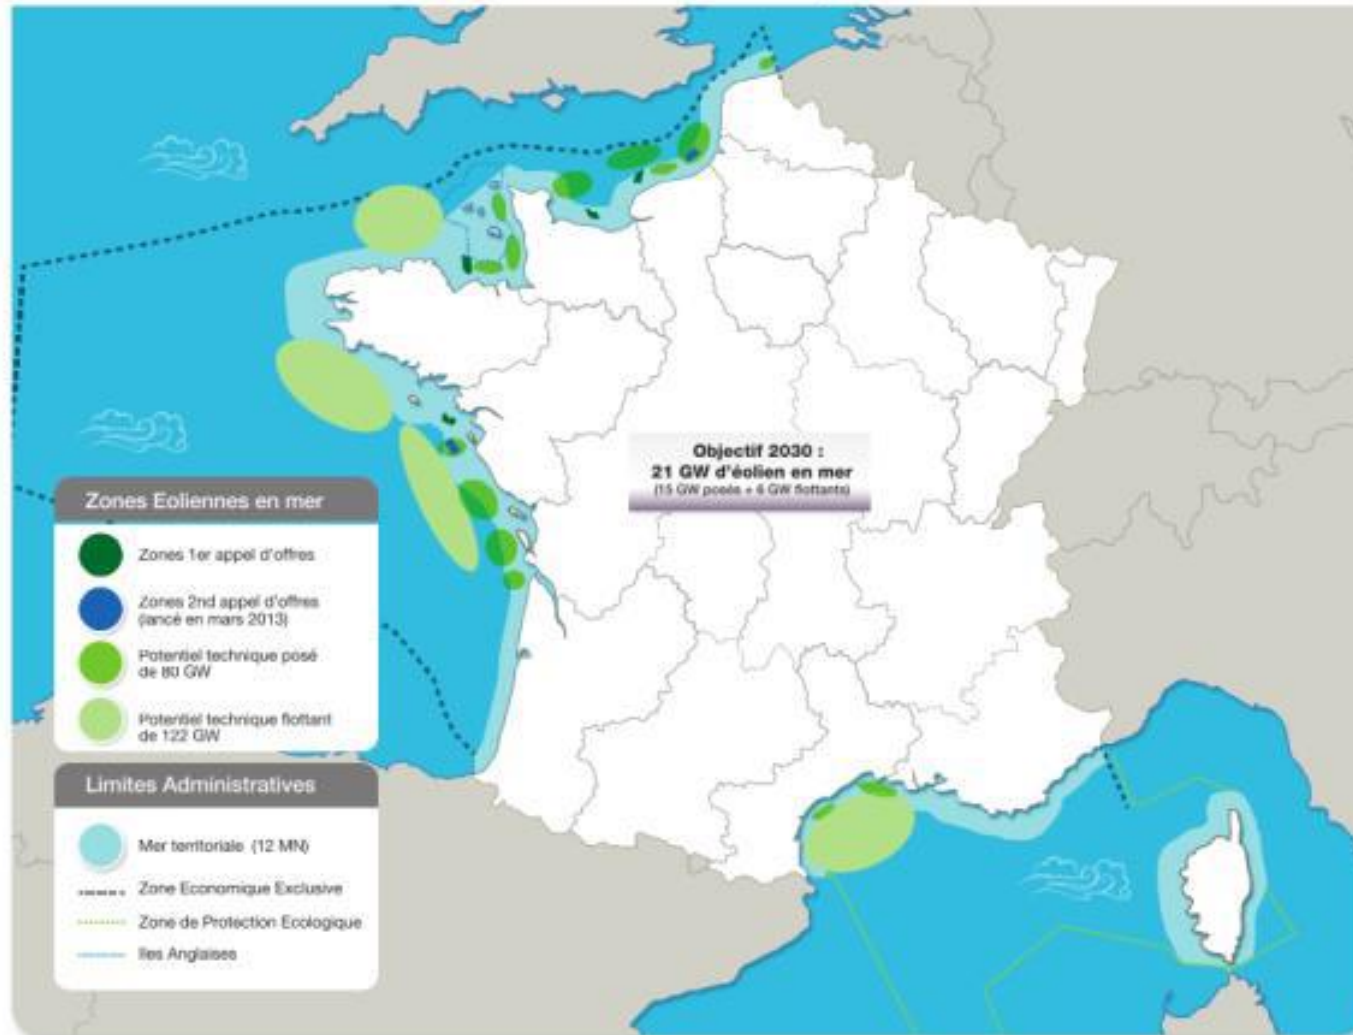 Objectif 2030 :
21 GW d'éolien en mer
(15 GW posés + 6 GW flottants)
Zones Eoliennes en mer
Zones 1er appel d'offres
Zones 2nd appel d'offres
(lancé en mars 2013)
Potentiel technique posé
de 80 GW
Potentiel technique flottant
de 122 GW
Limites Administratives
Mer territoriale (12 MN)
Zone Economique Exclusive
Zone de Protection Ecologique
Iles Anglaises